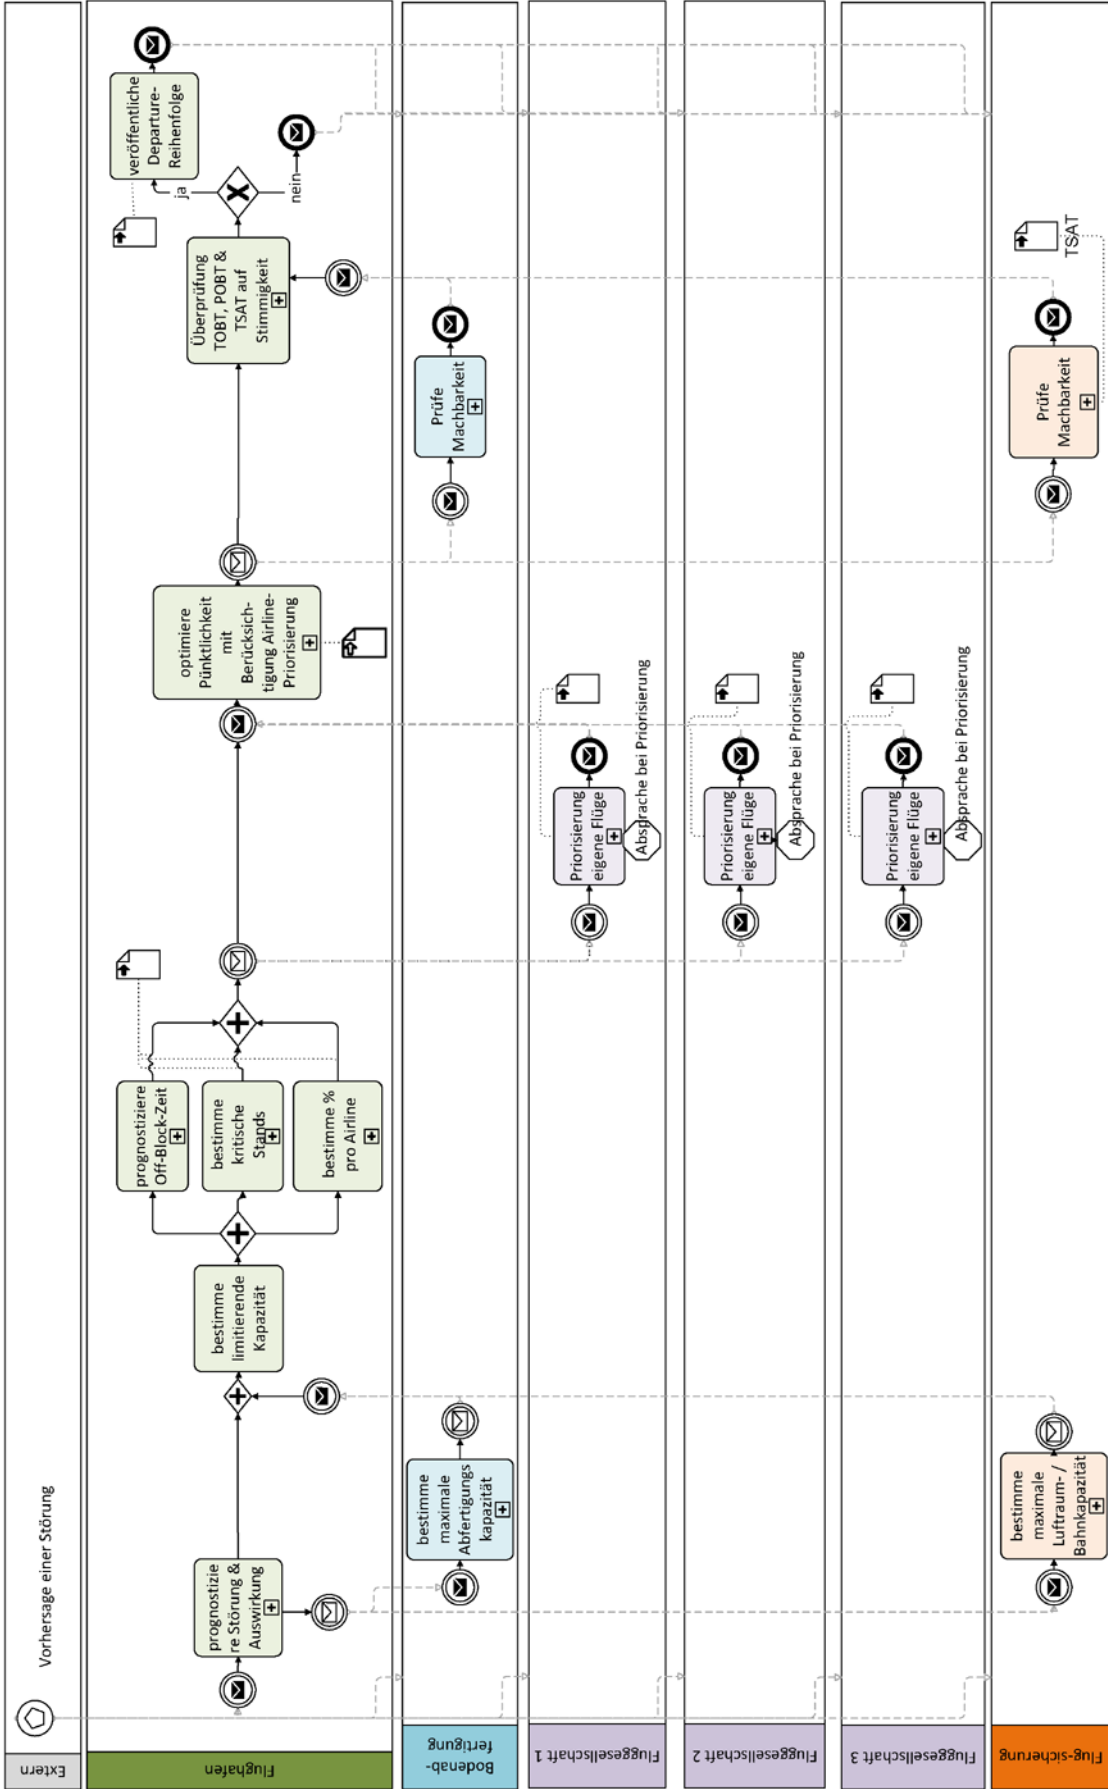 Extern
Vorhersage einer Störung
Flughafen
prognostizie
re Störung &
Auswirkung
bestimme
limitierende
Kapazität
prognostiziere
Off-Block-Zeit
bestimme
kritische
Stands
bestimme %
pro Airline
optimiere
Pünktlichkeit
mit
Berücksich-
tigung Airline-
Priorisierung
Überprüfung
TOBT, POBT &
TSAT auf
Stimmigkeit
ja
nein
veröffentliche
Departure-
Reihenfolge
Bodenab-
fertigung
bestimme
maximale
Abfertigungs
kapazität
Prüfe
Machbarkeit
Fluggesellschaft 1
Priorisierung
eigene Flüge
Absprache bei Priorisierung
Fluggesellschaft 2
Priorisierung
eigene Flüge
Absprache bei Priorisierung
Fluggesellschaft 3
Priorisierung
eigene Flüge
Absprache bei Priorisierung
Flug-sicherung
bestimme
maximale
Luftraum- /
Bahnkapazität
Prüfe
Machbarkeit
TSAT